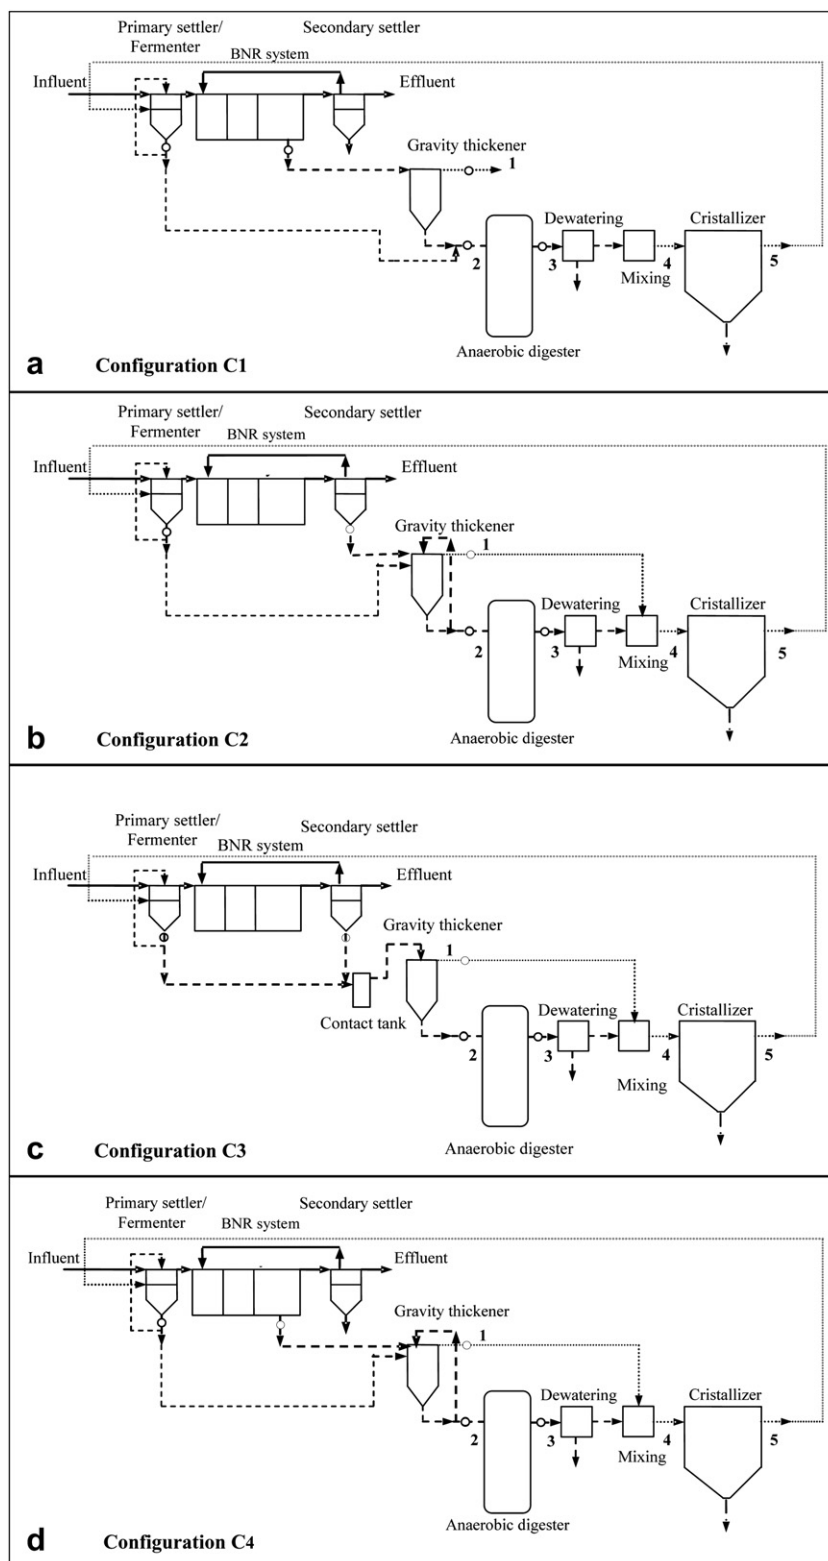 Primary settler/
Fermenter
Secondary settler
BNR system
Influent
Effluent
Gravity thickener
1
Dewatering
Cristallizer
2
3
4
5
Mixing
Anaerobic digester
a
Configuration C1
Primary settler/
Fermenter
Secondary settler
BNR system
Influent
Effluent
Gravity thickener
1
Dewatering
Cristallizer
2
3
4
5
Mixing
Anaerobic digester
b
Configuration C2
Primary settler/
Fermenter
Secondary settler
BNR system
Influent
Effluent
Gravity thickener
1
Contact tank
Dewatering
Cristallizer
2
3
4
5
Mixing
Anaerobic digester
c
Configuration C3
Primary settler/
Fermenter
Secondary settler
BNR system
Influent
Effluent
Gravity thickener
1
Dewatering
Cristallizer
2
3
4
5
Mixing
Anaerobic digester
d
Configuration C4